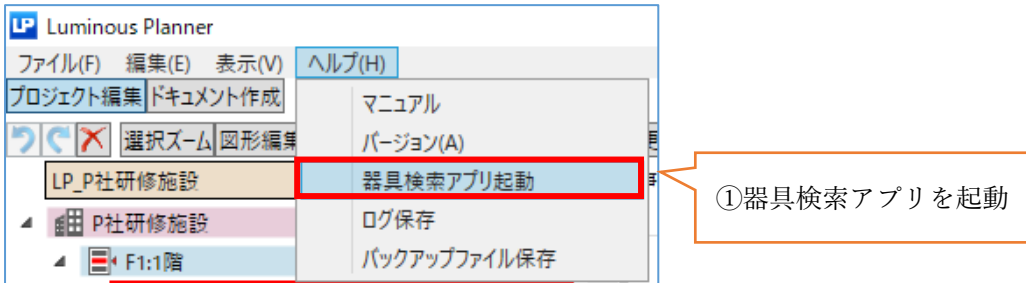 LP Luminous Planner
ファイル(F) 編集(E) 表示(V) ヘルプ(H)
プロジェクト編集 ドキュメント作成
マニュアル
選択ズーム 図形編集
バージョン(A)
LP_P社研修施設
器具検索アプリ起動
①器具検索アプリを起動
P社研修施設
ログ保存
F1:1階
バックアップファイル保存